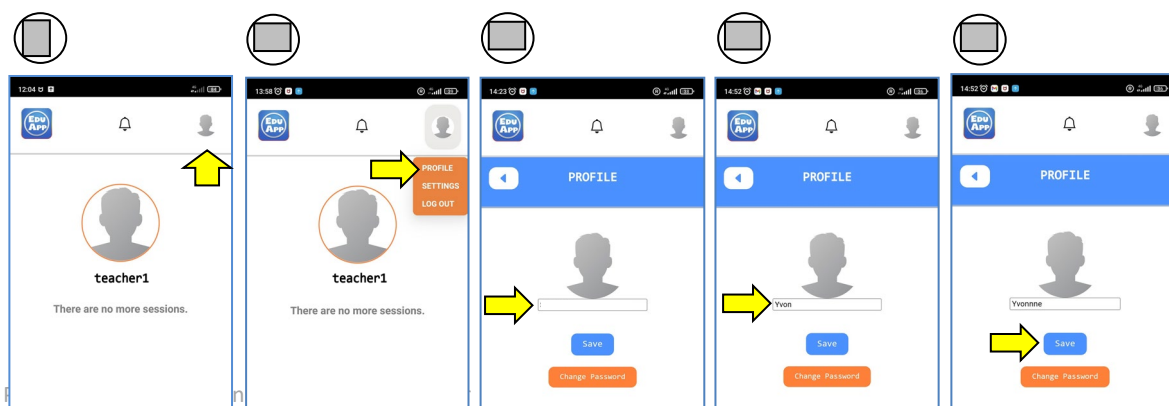 12:04
EDU
APP
teacher1
There are no more sessions.
13:58
EDU
APP
PROFILE
SETTINGS
LOG OUT
teacher1
There are no more sessions.
14:23
EDU
APP
PROFILE
:
Save
Change Password
14:52
EDU
APP
PROFILE
Yvon
Save
Change Password
14:52
EDU
APP
PROFILE
Yvonnne
Save
Change Password